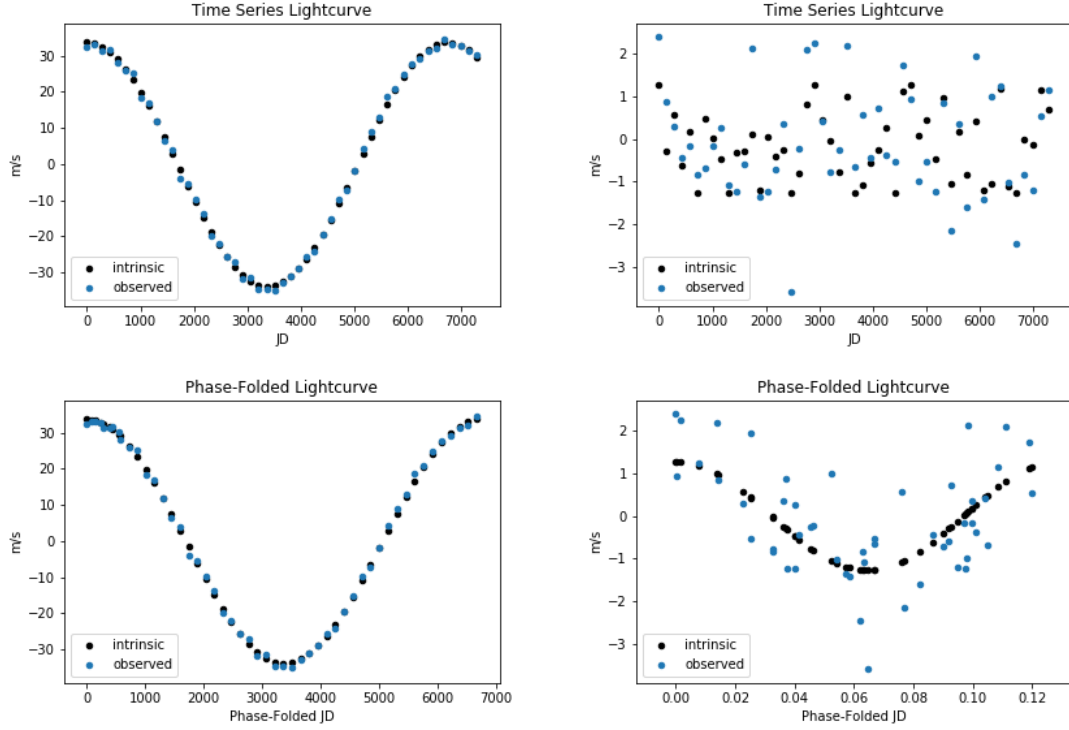 Time Series Lightcurve
m/s
30
20
10
0
−10
−20
−30
intrinsic
observed
0 1000 2000 3000 4000 5000 6000 7000
JD
Time Series Lightcurve
m/s
2
1
0
−1
−2
−3
intrinsic
observed
0 1000 2000 3000 4000 5000 6000 7000
JD
Phase-Folded Lightcurve
m/s
30
20
10
0
−10
−20
−30
intrinsic
observed
0 1000 2000 3000 4000 5000 6000 7000
Phase-Folded JD
Phase-Folded Lightcurve
m/s
2
1
0
−1
−2
−3
intrinsic
observed
0.00 0.02 0.04 0.06 0.08 0.10 0.12
Phase-Folded JD